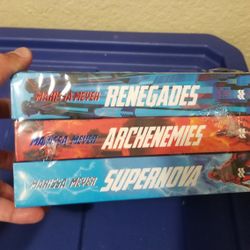 MARISSA MEYER RENEGADES
MARISSA MEYER ARCHENEMIES
MARISSA MEYER SUPERNOVA